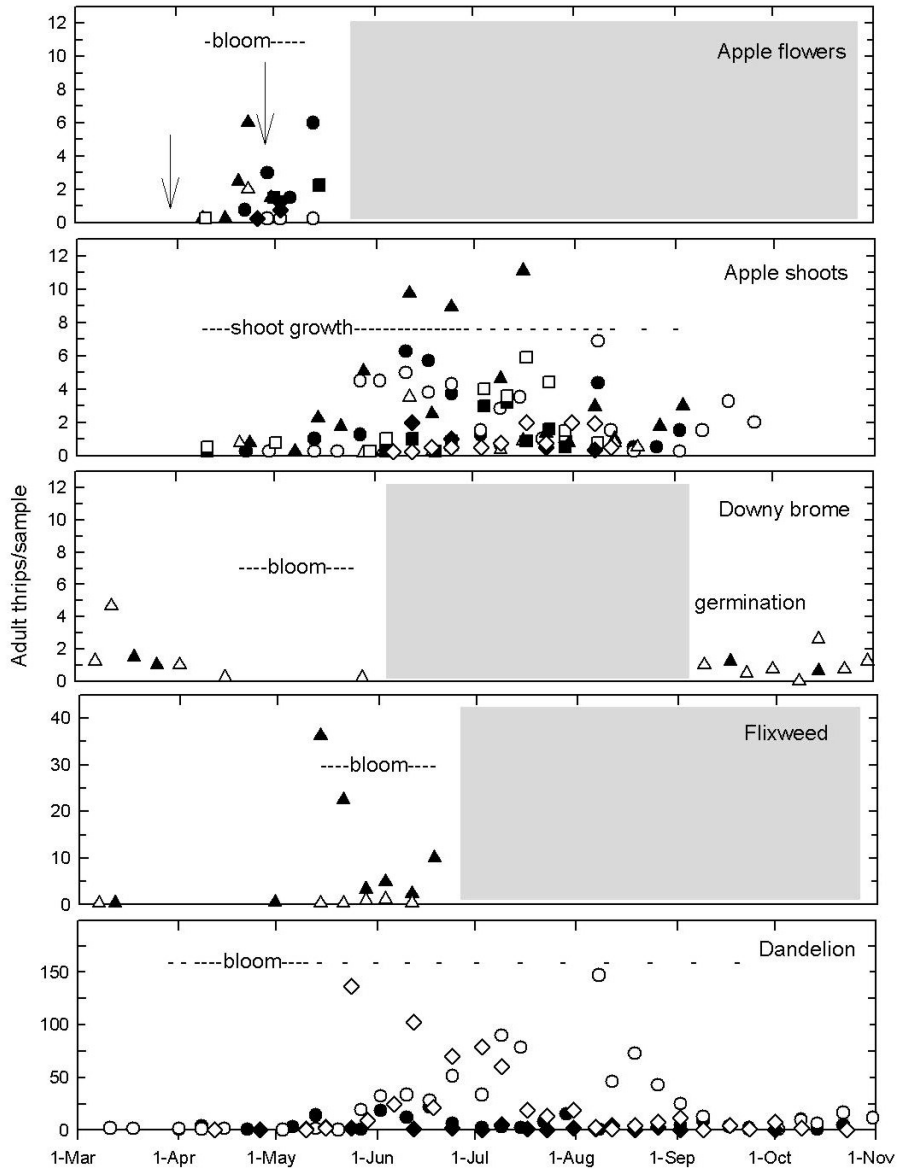 12
10
8
6
4
2
0
-bloom-----
Apple flowers
12
10
8
6
4
2
0
Apple shoots
----shoot growth---------------- - - - - - - -
Adult thrips/sample
12
10
8
6
4
2
0
Downy brome
----bloom-----
germination
40
30
20
10
0
Flixweed
----bloom-----
150
100
50
0
Dandelion
- - ----bloom----- - - - - - - - - - - -
1-Mar 1-Apr 1-May 1-Jun 1-Jul 1-Aug 1-Sep 1-Oct 1-Nov